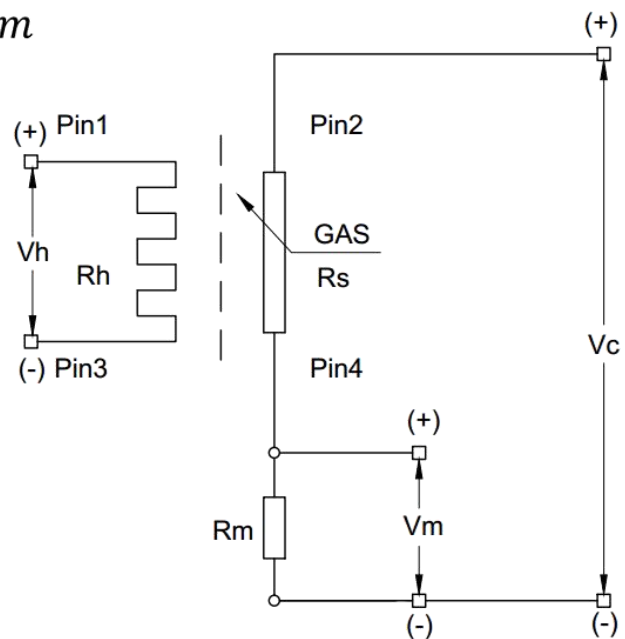 m
(+)
(+) Pin1
Pin2
GAS
Vh
Rh
Rs
Vc
(-) Pin3
Pin4
(+)
Rm
Vm
(-)
(-)